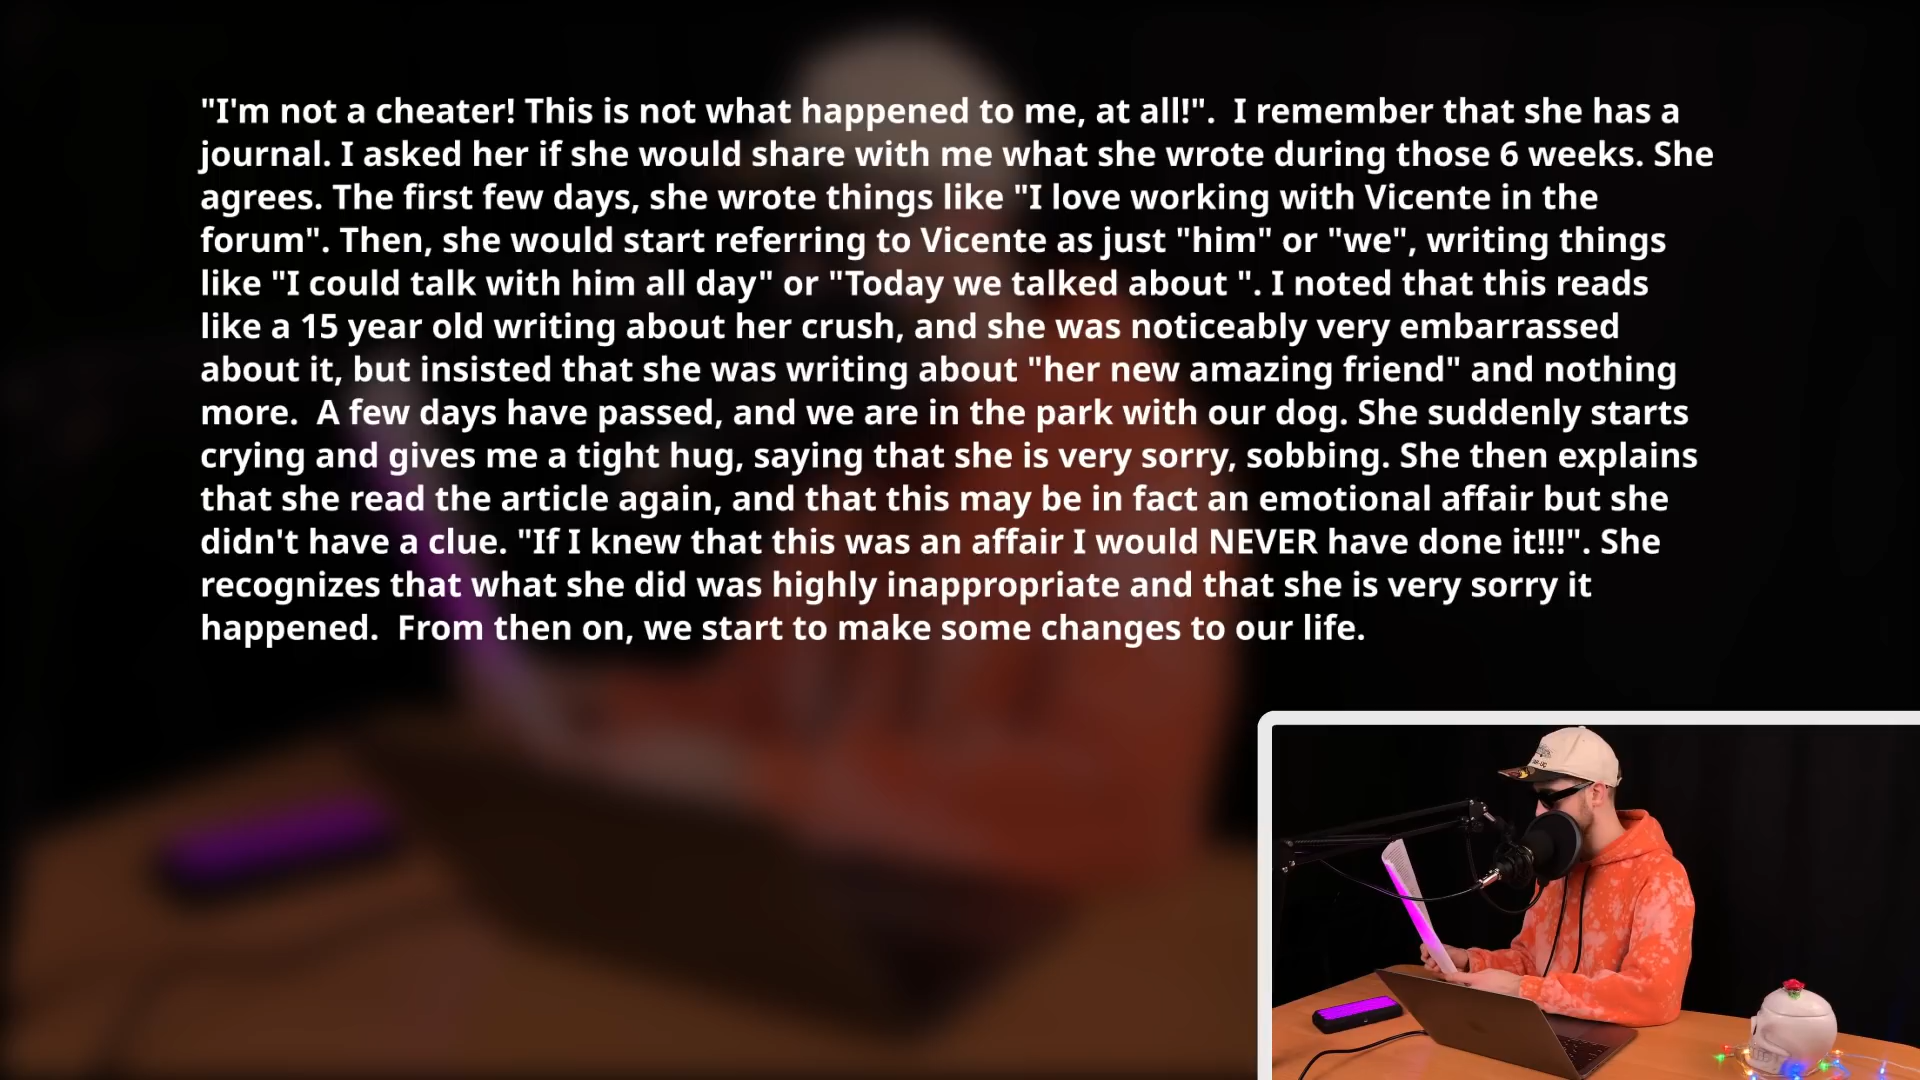 "I'm not a cheater! This is not what happened to me, at all!".  I remember that she has a
journal. I asked her if she would share with me what she wrote during those 6 weeks. She
agrees. The first few days, she wrote things like "I love working with Vicente in the
forum". Then, she would start referring to Vicente as just "him" or "we", writing things
like "I could talk with him all day" or "Today we talked about ". I noted that this reads
like a 15 year old writing about her crush, and she was noticeably very embarrassed
about it, but insisted that she was writing about "her new amazing friend" and nothing
more.  A few days have passed, and we are in the park with our dog. She suddenly starts
crying and gives me a tight hug, saying that she is very sorry, sobbing. She then explains
that she read the article again, and that this may be in fact an emotional affair but she
didn't have a clue. "If I knew that this was an affair I would NEVER have done it!!!". She
recognizes that what she did was highly inappropriate and that she is very sorry it
happened.  From then on, we start to make some changes to our life.